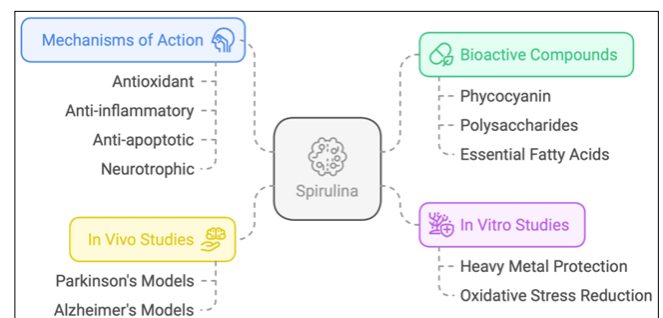 Mechanisms of Action
Antioxidant
Anti-inflammatory
Anti-apoptotic
Neurotrophic
In Vivo Studies
Parkinson's Models
Alzheimer's Models
Spirulina
Bioactive Compounds
Phycocyanin
Polysaccharides
Essential Fatty Acids
In Vitro Studies
Heavy Metal Protection
Oxidative Stress Reduction